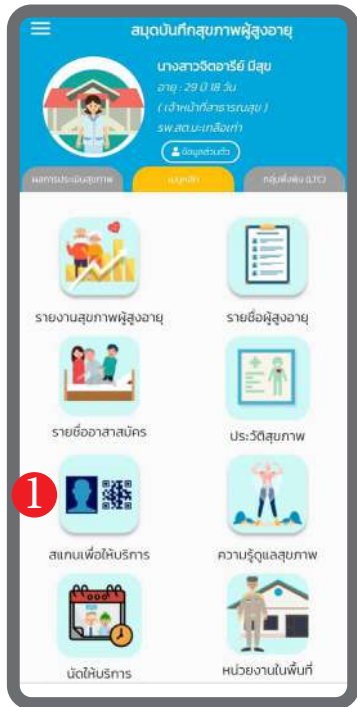 สมุดบันทึกสุขภาพผู้สูงอายุ
นางสาวจิตอารีย์ มีสุข
อายุ : 29 ปี 18 วัน
( เจ้าหน้าที่สาธารณสุข )
รพ.สต.มะเกลือเก่า
ข้อมูลส่วนตัว
ผลการประเมินสุขภาพ เมนูหลัก กลุ่มพึ่งพิง (LTC)
รายงานสุขภาพผู้สูงอายุ รายชื่อผู้สูงอายุ
รายชื่ออาสาสมัคร ประวัติสุขภาพ
1
สแกนเพื่อให้บริการ ความรู้ดูแลสุขภาพ
นัดให้บริการ หน่วยงานในพื้นที่